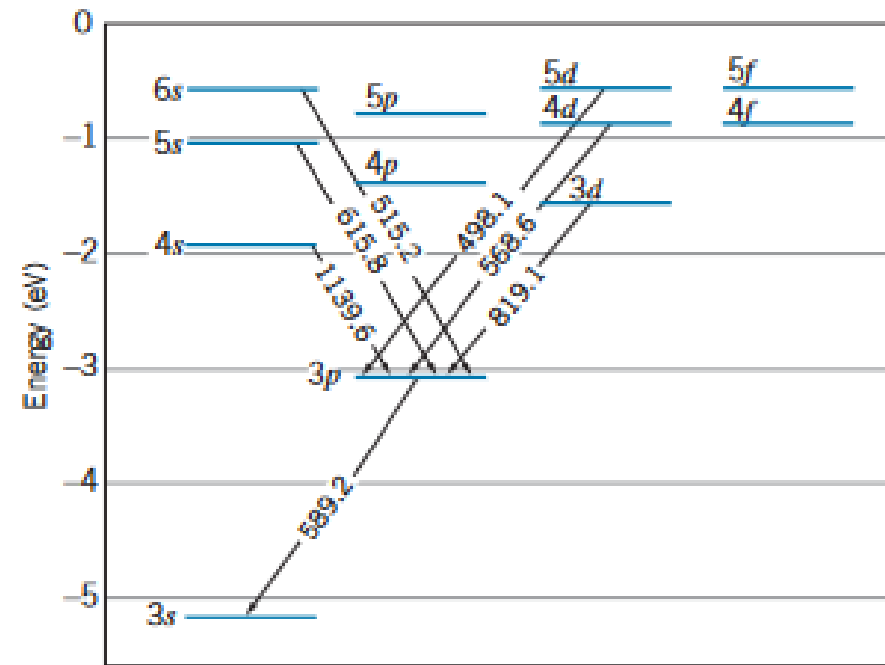 0
6s
5p
5d
5f
4d
4f
−1
5s
4p
3d
4s
−2
515.2
615.8
498.1
568.6
1139.6
819.1
Energy (eV)
−3
3p
−4
589.2
−5
3s